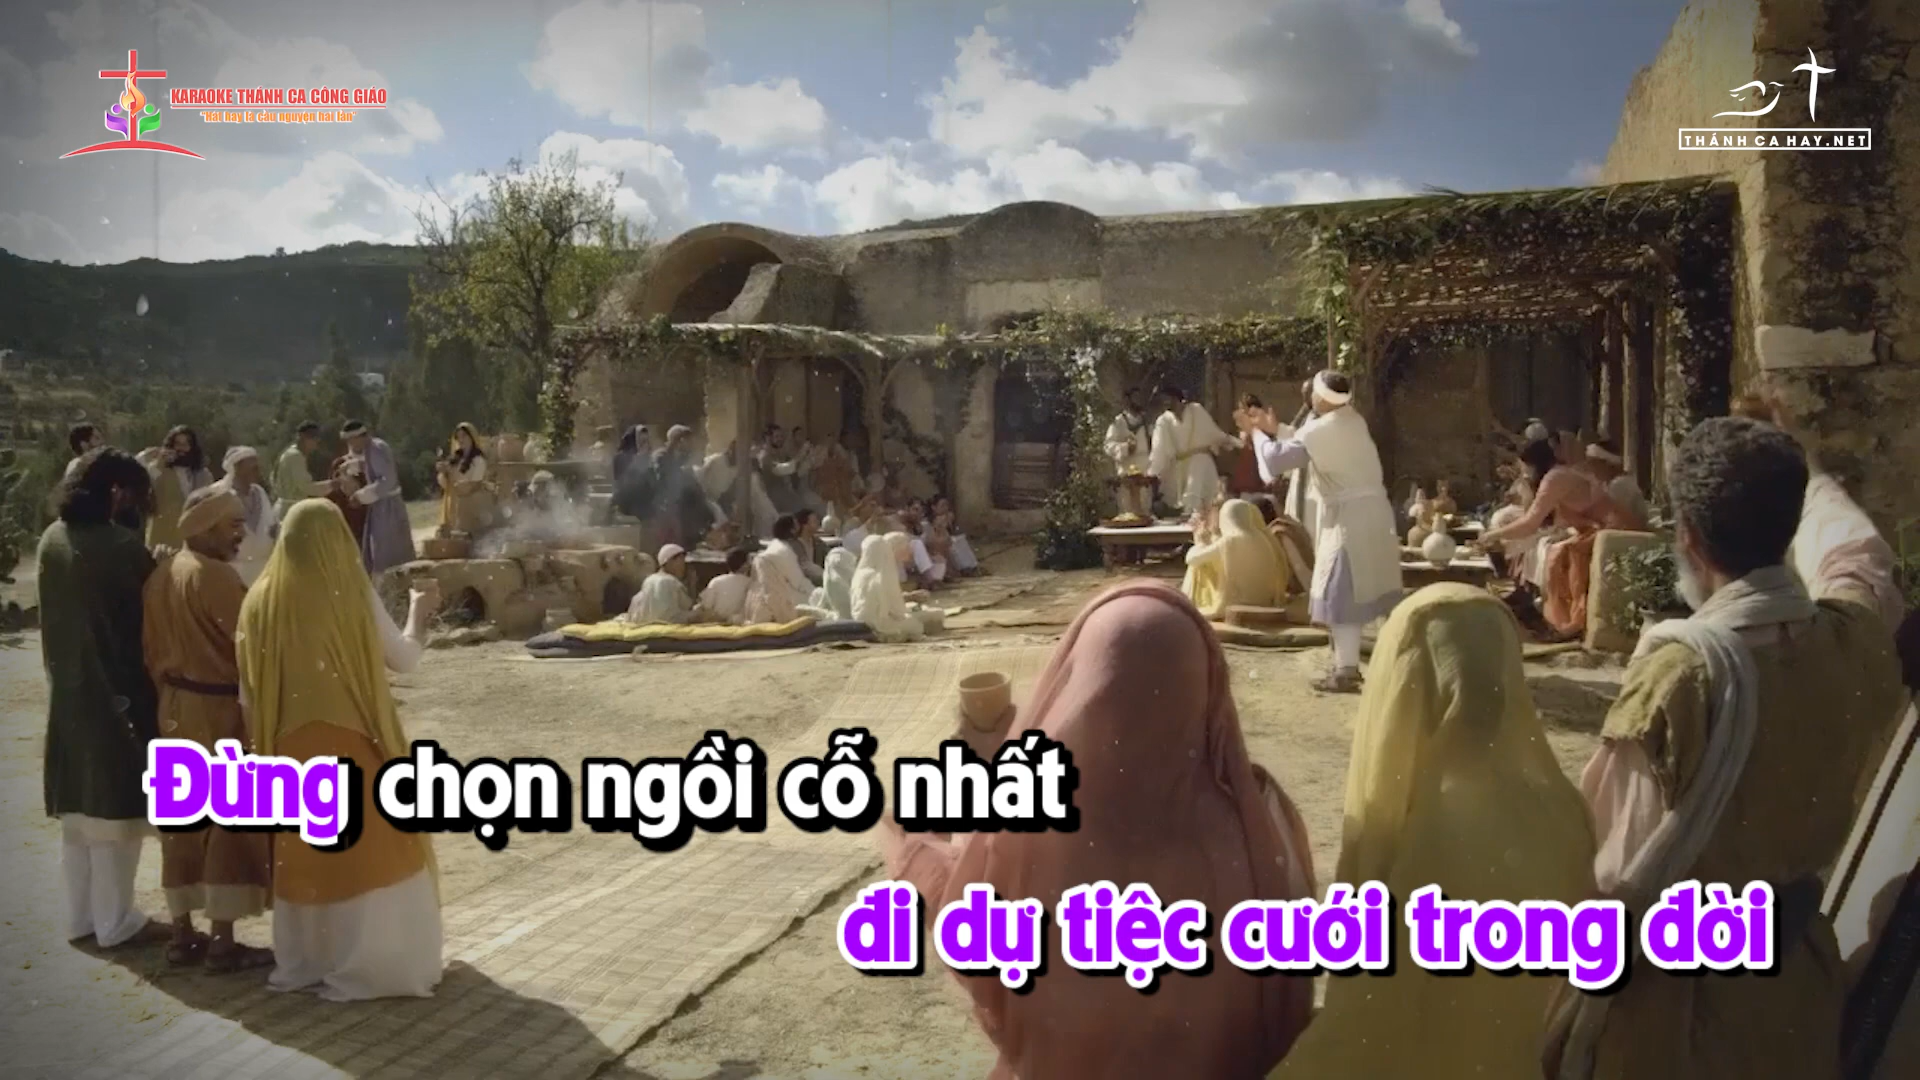 KARAOKE THÁNH CA CÔNG GIÁO
"Hát hay là cầu nguyện hai lần"
THÁNH CA HAY.NET
Đừng chọn ngồi cỗ nhất
đi dự tiệc cưới trong đời